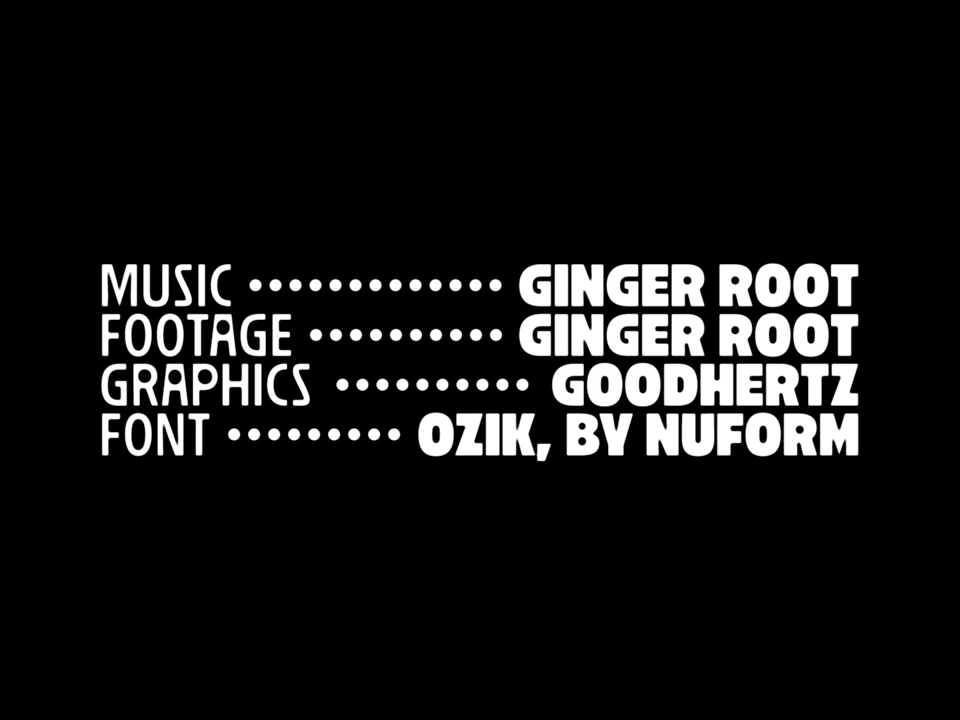 MUSIC ············· GINGER ROOT
FOOTAGE ·········· GINGER ROOT
GRAPHICS ·········· GOODHERTZ
FONT ········· OZIK, BY NUFORM